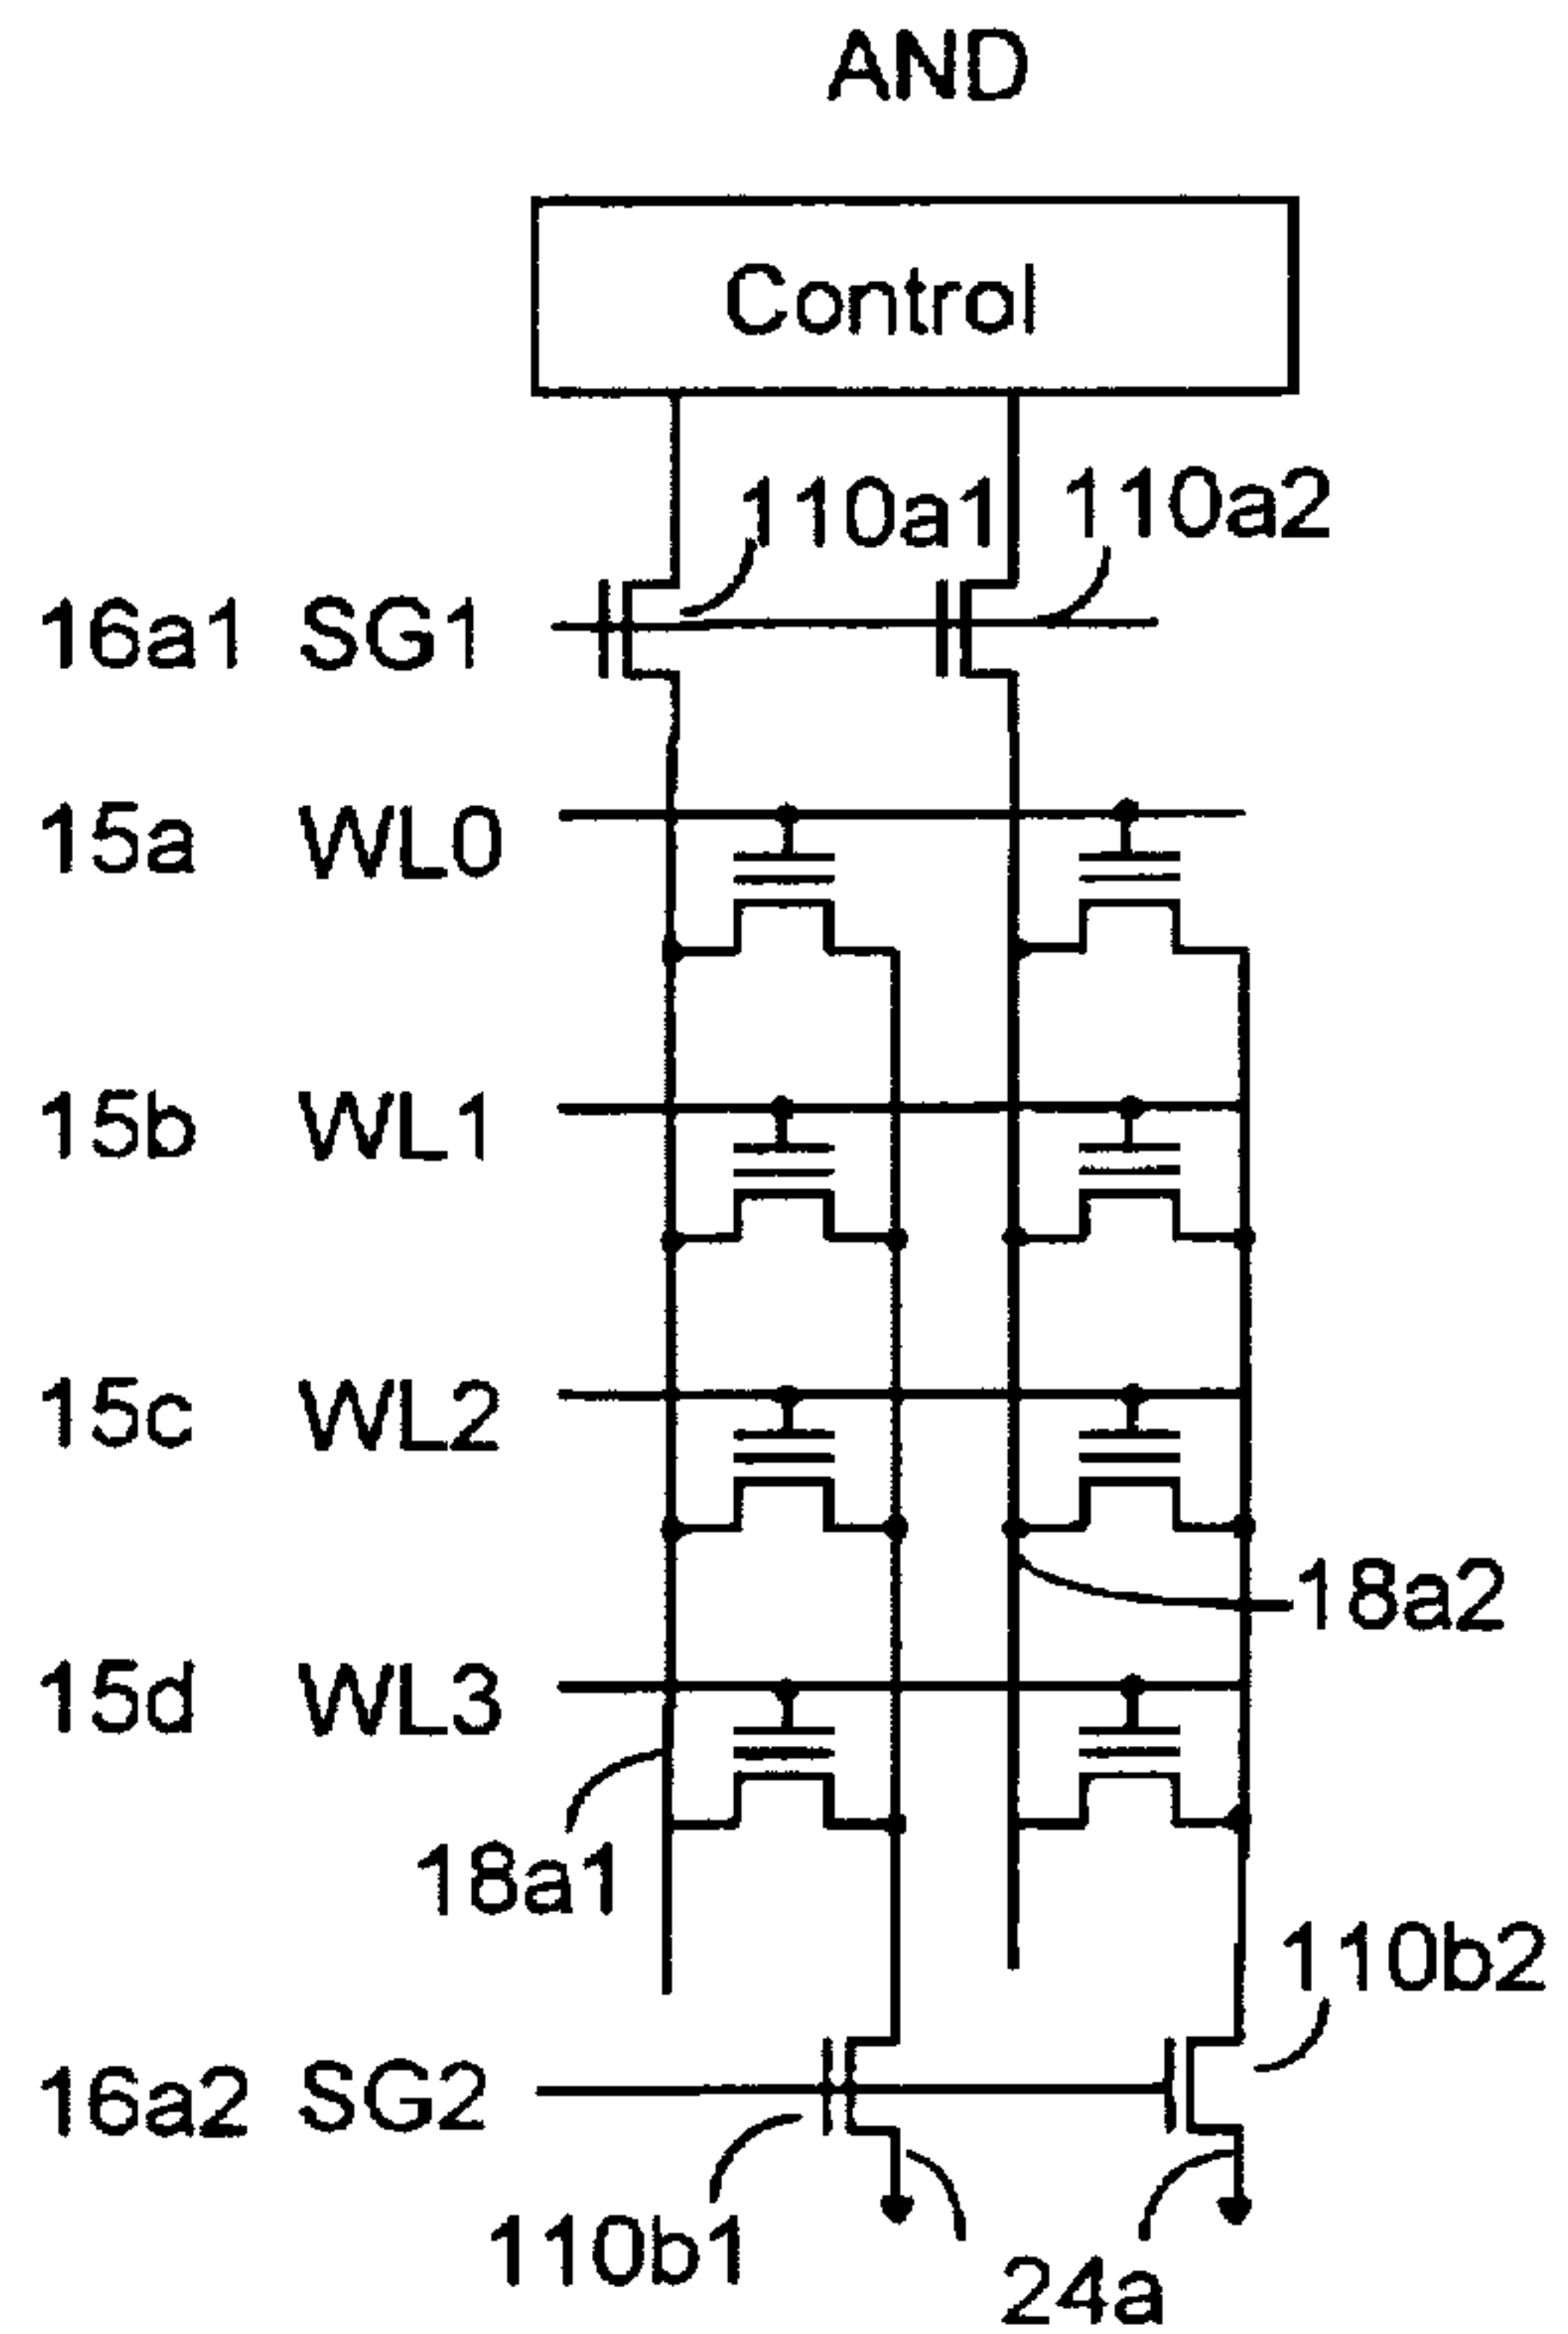 AND
Control
110a1 110a2
16a1 SG1
15a WL0
15b WL1
15c WL2
18a2
15d WL3
18a1
110b2
16a2 SG2
110b1
24a